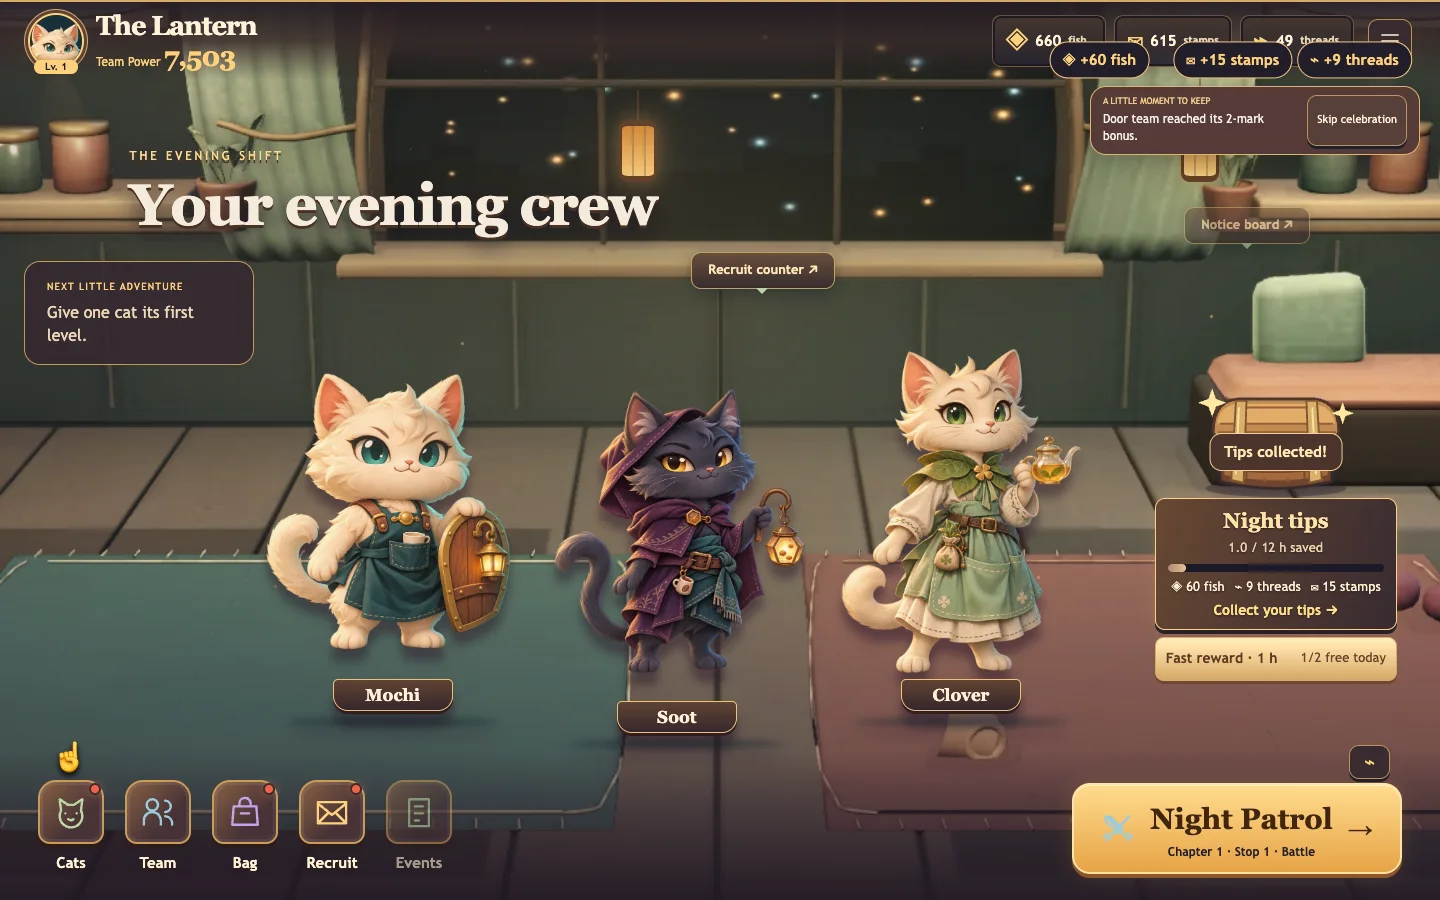 The Lantern
Team Power 7,503
Lv. 1
660 fish
615 stamps
49 threads
+60 fish
+15 stamps
+9 threads
A LITTLE MOMENT TO KEEP
Door team reached its 2-mark
bonus.
Skip celebration
THE EVENING SHIFT
Your evening crew
Notice board ↗
Recruit counter ↗
NEXT LITTLE ADVENTURE
Give one cat its first
level.
Tips collected!
Night tips
1.0 / 12 h saved
60 fish 9 threads 15 stamps
Collect your tips →
Fast reward · 1 h 1/2 free today
Mochi
Soot
Clover
Cats
Team
Bag
Recruit
Events
Night Patrol →
Chapter 1 · Stop 1 · Battle